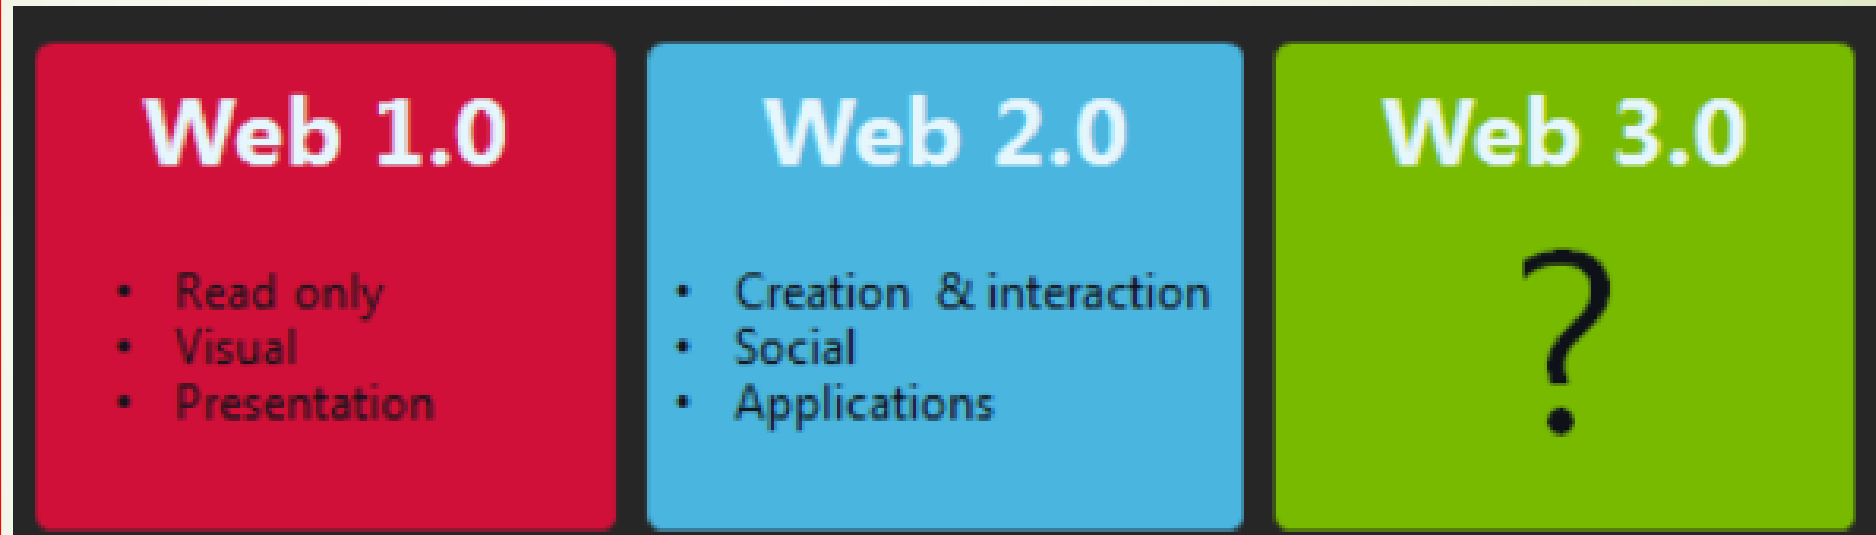 Web 1.0
• Read only
• Visual
• Presentation
Web 2.0
• Creation & interaction
• Social
• Applications
Web 3.0
?